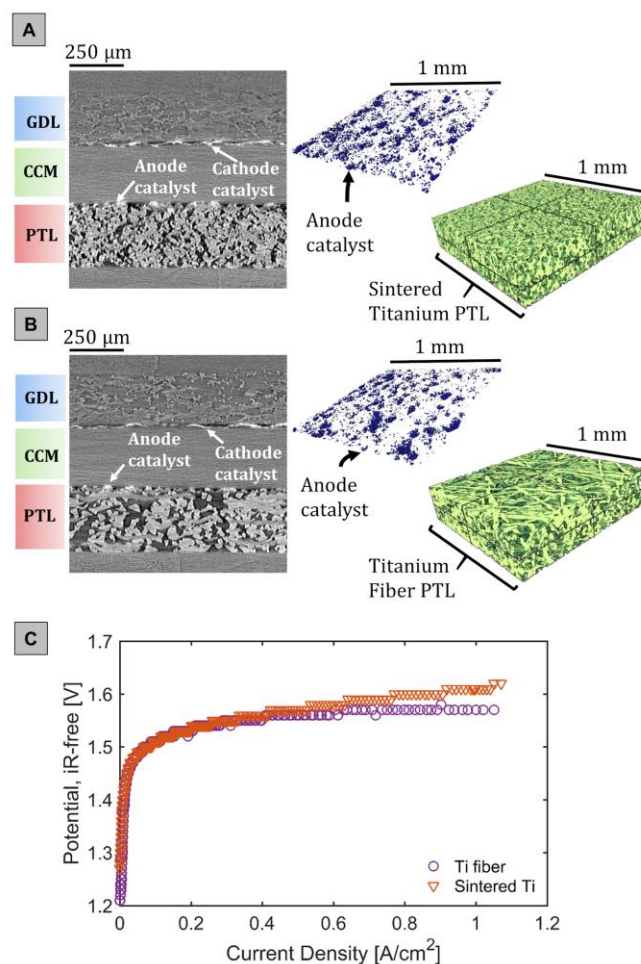 A
250 μm
1 mm
GDL
CCM
PTL
Anode
catalyst
Cathode
catalyst
Anode
catalyst
Sintered
Titanium PTL
1 mm
B
250 μm
1 mm
GDL
CCM
PTL
Anode
catalyst
Cathode
catalyst
Anode
catalyst
Titanium
Fiber PTL
1 mm
C
Potential, iR-free [V]
1.7
1.6
1.5
1.4
1.3
1.2
0
0.2
0.4
0.6
0.8
1
1.2
Ti fiber
Sintered Ti
Current Density [A/cm²]